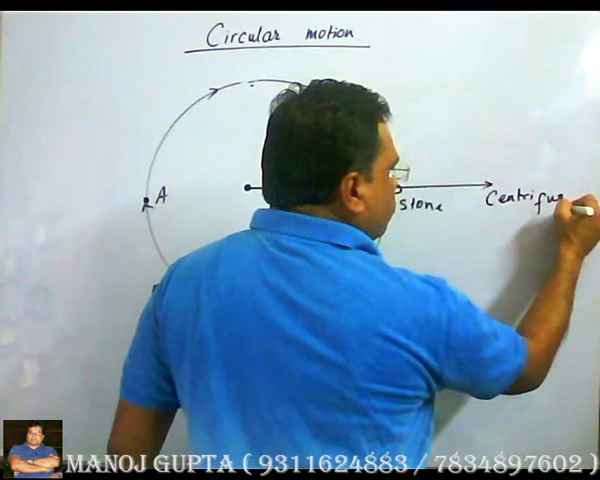 Circular motion
A
Stone
Centrifu
MANOJ GUPTA ( 9311624883 / 7834897602 )